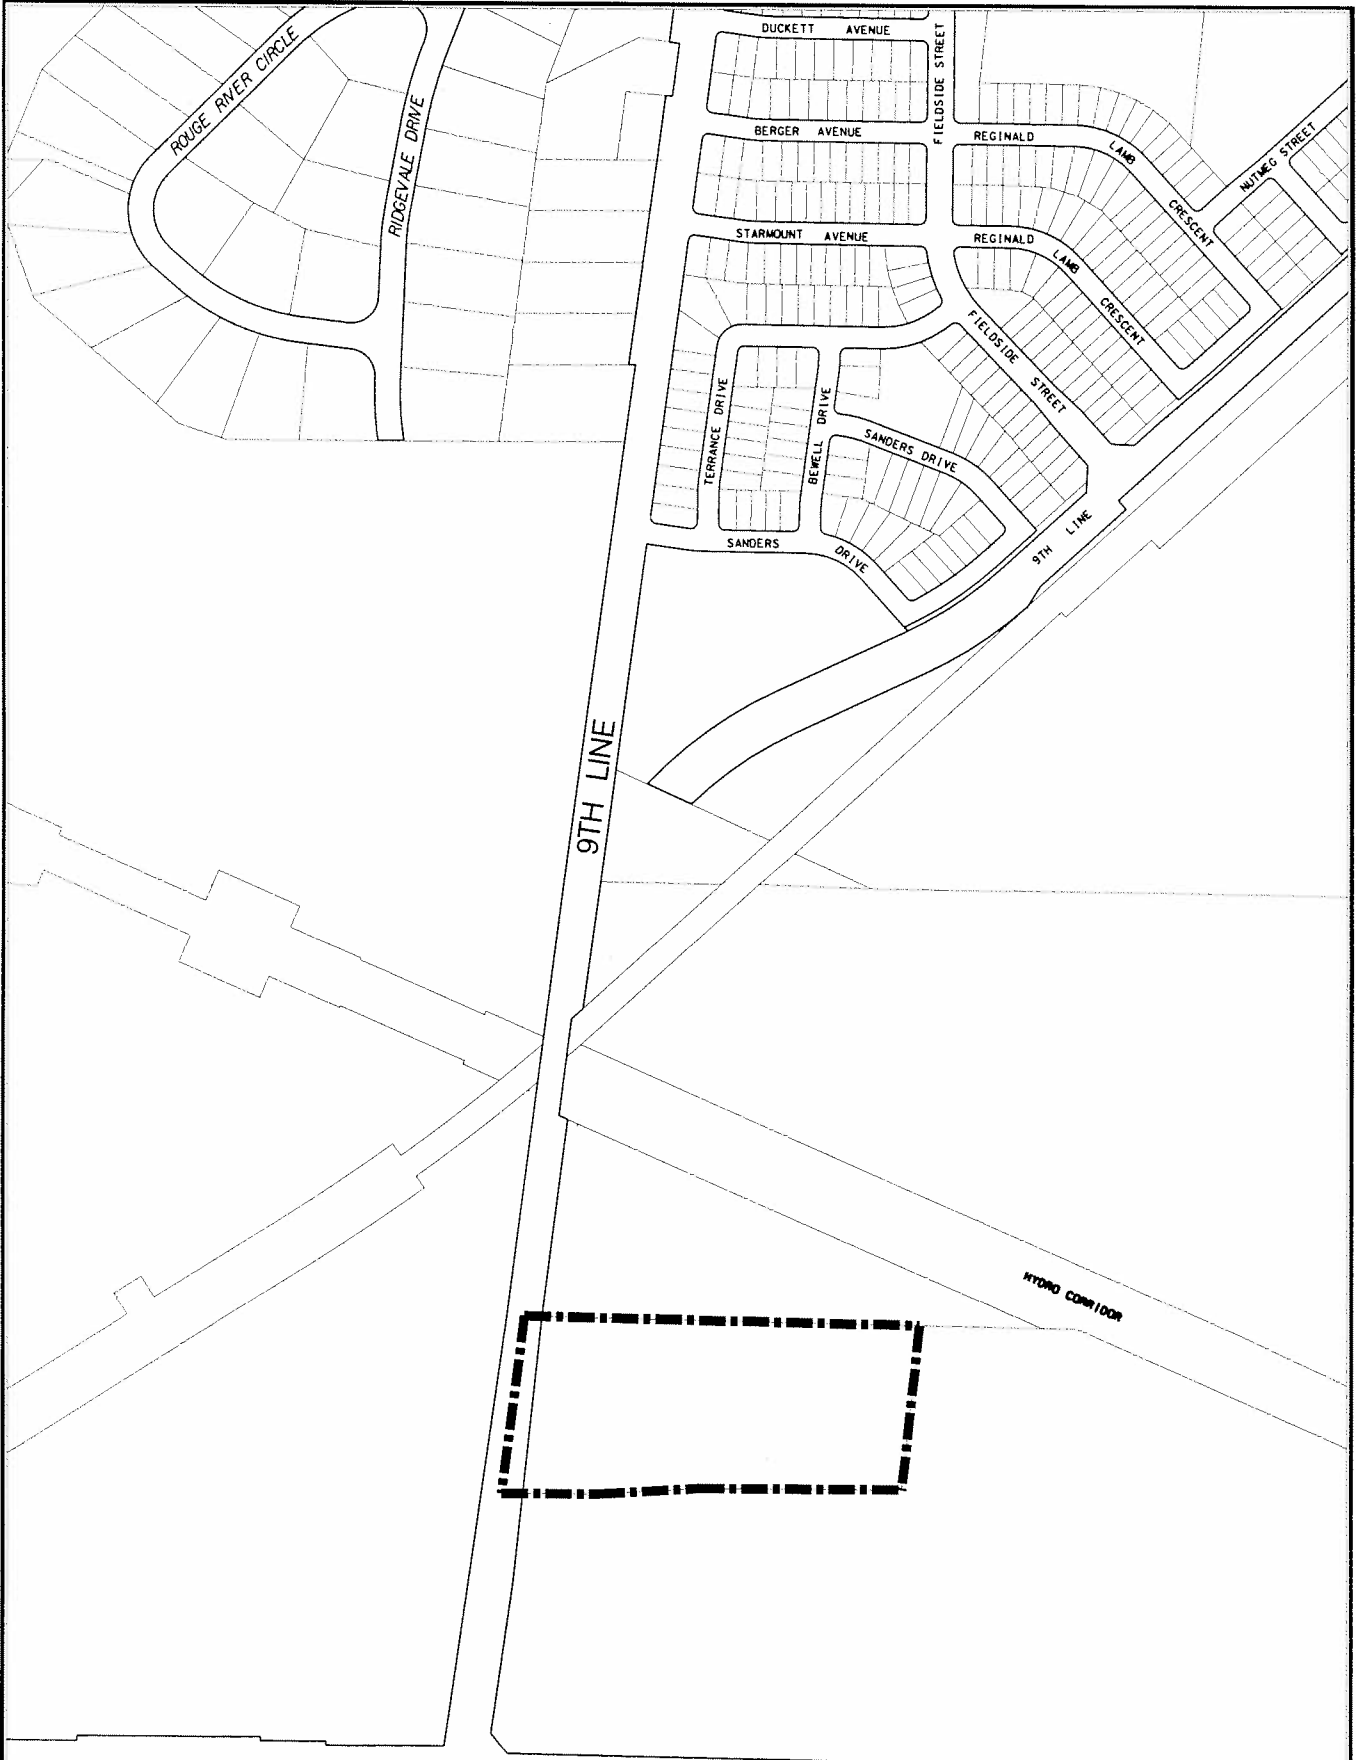 ROUGE RIVER CIRCLE
RIDGEVALE DRIVE
DUCKETT AVENUE
FIELDSIDE STREET
BERGER AVENUE
REGINALD LAMB CRESCENT
NUTMEG STREET
STARMOUNT AVENUE
REGINALD LAMB CRESCENT
FIELDSIDE STREET
TERRANCE DRIVE
BEWELL DRIVE
SANDERS DRIVE
SANDERS DRIVE
9TH LINE
9TH LINE
HYDRO CORRIDOR